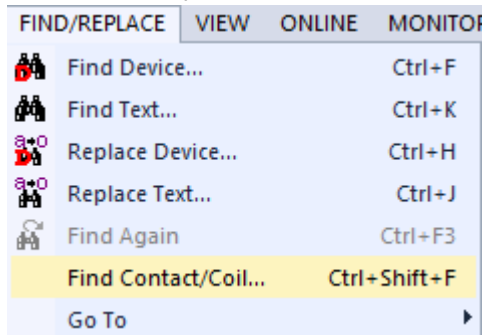 FIND/REPLACE VIEW ONLINE MONITOR
Find Device... Ctrl+F
Find Text... Ctrl+K
Replace Device... Ctrl+H
Replace Text... Ctrl+J
Find Again Ctrl+F3
Find Contact/Coil... Ctrl+Shift+F
Go To